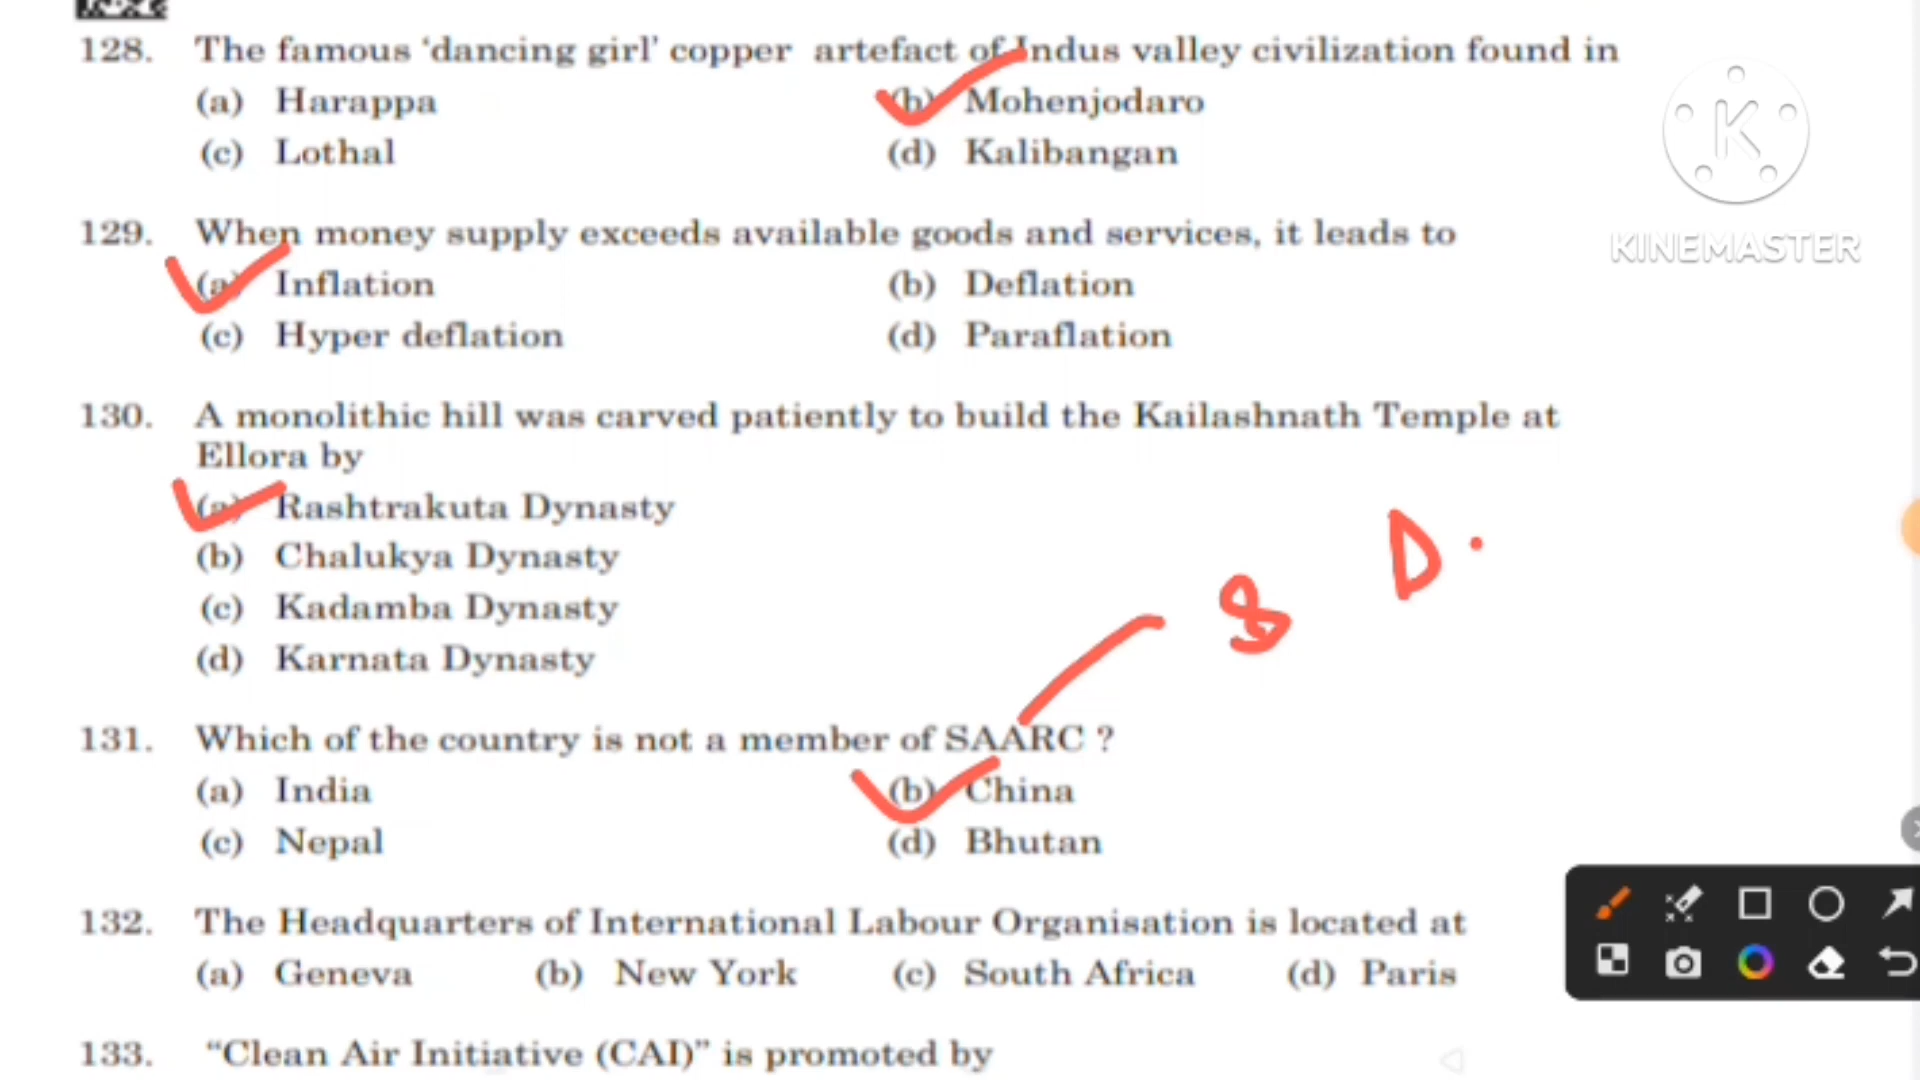 128. The famous ‘dancing girl’ copper artefact of Indus valley civilization found in
(a) Harappa (b) Mohenjodaro
(c) Lothal (d) Kalibangan
129. When money supply exceeds available goods and services, it leads to
(a) Inflation (b) Deflation
(c) Hyper deflation (d) Paraflation
130. A monolithic hill was carved patiently to build the Kailashnath Temple at
Ellora by
(a) Rashtrakuta Dynasty
(b) Chalukya Dynasty
(c) Kadamba Dynasty
(d) Karnata Dynasty
8 D.
131. Which of the country is not a member of SAARC ?
(a) India (b) China
(c) Nepal (d) Bhutan
132. The Headquarters of International Labour Organisation is located at
(a) Geneva (b) New York (c) South Africa (d) Paris
133. “Clean Air Initiative (CAI)” is promoted by
K
KINEMASTER